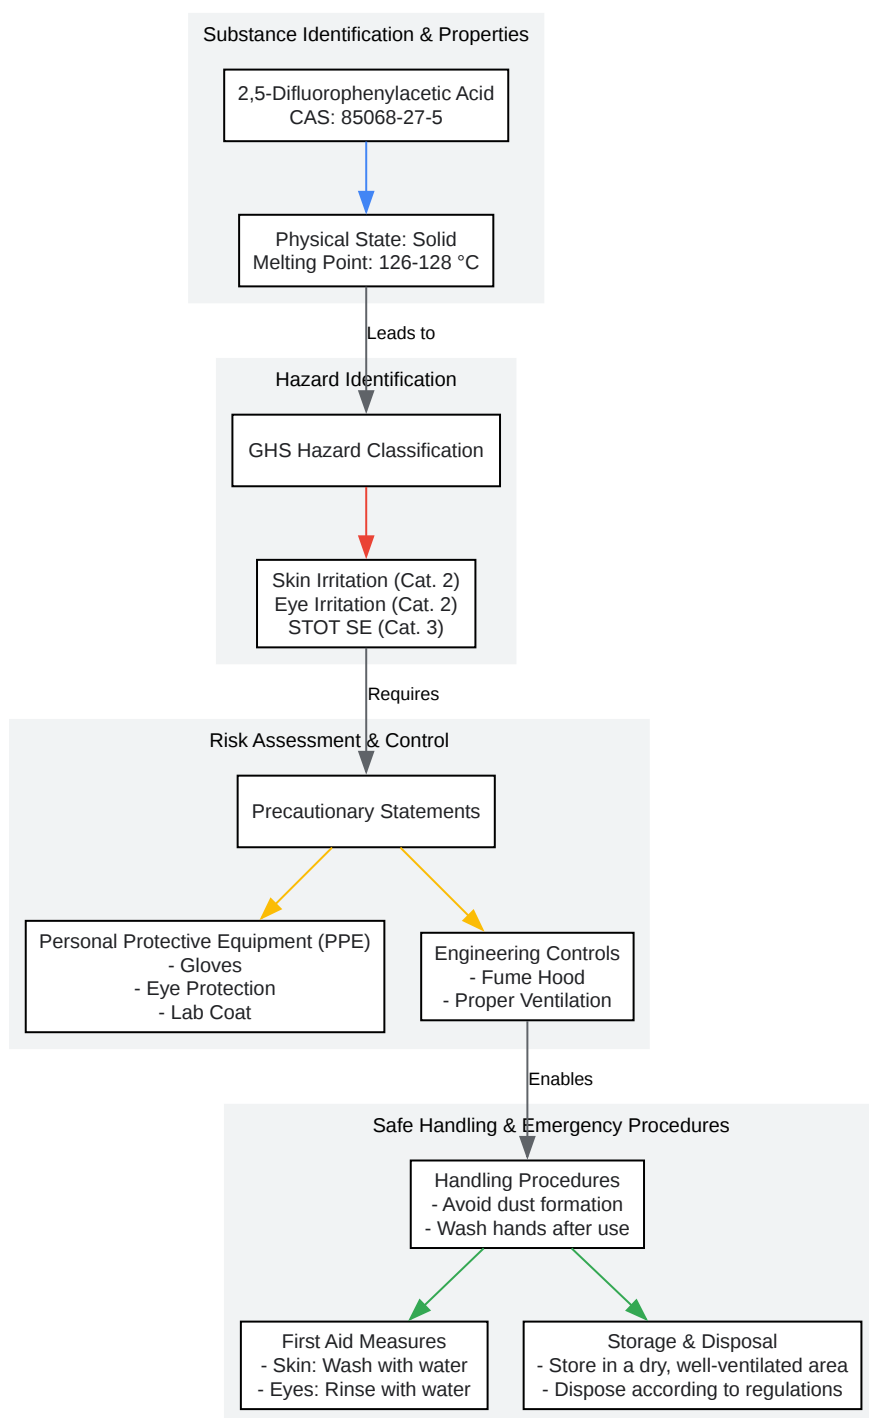 Substance Identification & Properties
2,5-Difluorophenylacetic Acid
CAS: 85068-27-5
Physical State: Solid
Melting Point: 126-128 °C
Leads to
Hazard Identification
GHS Hazard Classification
Skin Irritation (Cat. 2)
Eye Irritation (Cat. 2)
STOT SE (Cat. 3)
Requires
Risk Assessment & Control
Precautionary Statements
Personal Protective Equipment (PPE)
- Gloves
- Eye Protection
- Lab Coat
Engineering Controls
- Fume Hood
- Proper Ventilation
Enables
Safe Handling & Emergency Procedures
Handling Procedures
- Avoid dust formation
- Wash hands after use
First Aid Measures
- Skin: Wash with water
- Eyes: Rinse with water
Storage & Disposal
- Store in a dry, well-ventilated area
- Dispose according to regulations